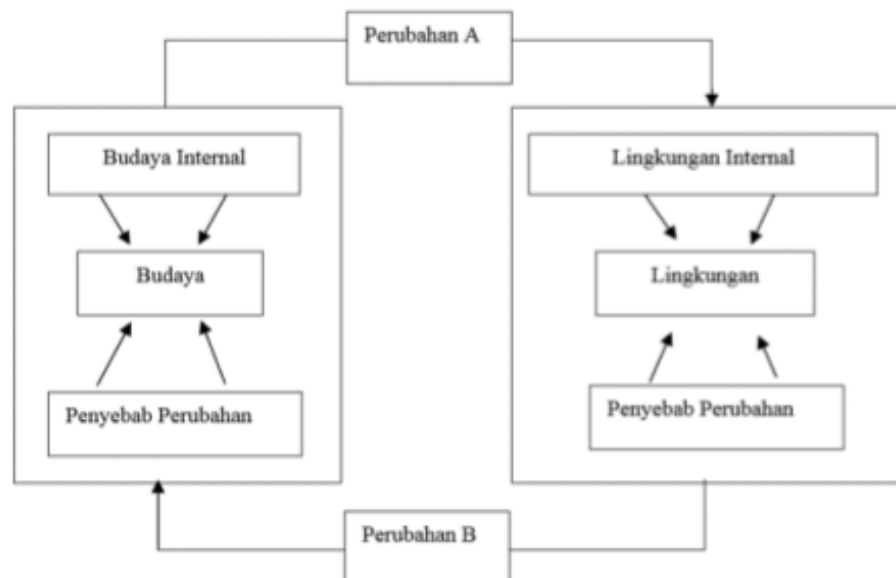 Perubahan A
Budaya Internal
Budaya
Penyebab Perubahan
Lingkungan Internal
Lingkungan
Penyebab Perubahan
Perubahan B